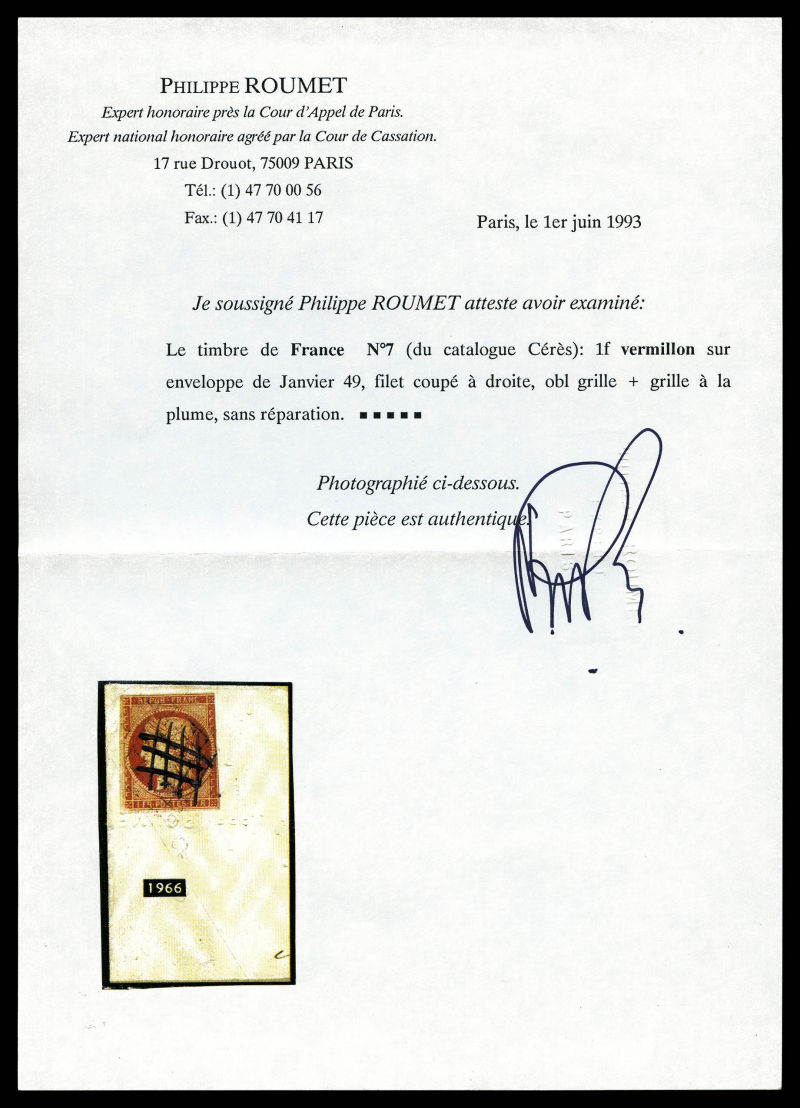 PHILIPPE ROUMET
Expert honoraire près la Cour d'Appel de Paris.
Expert national honoraire agréé par la Cour de Cassation.
17 rue Drouot, 75009 PARIS
Tél.: (1) 47 70 00 56
Fax.: (1) 47 70 41 17
Paris, le 1er juin 1993
Je soussigné Philippe ROUMET atteste avoir examiné:
Le timbre de France N°7 (du catalogue Cérès): 1f vermillon sur
enveloppe de Janvier 49, filet coupé à droite, obl grille + grille à la
plume, sans réparation. ■ ■ ■ ■ ■
Photographié ci-dessous.
Cette pièce est authentique.
ROUMET
PARIS
REPUB FRANC
1966